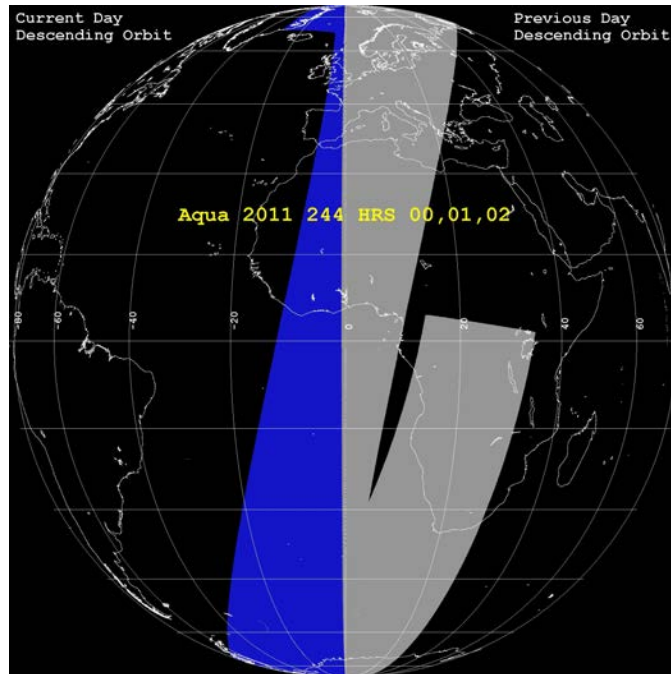 Current Day
Descending Orbit
Previous Day
Descending Orbit
Aqua 2011 244 HRS 00,01,02
-80
-60
-40
-20
0
20
40
60